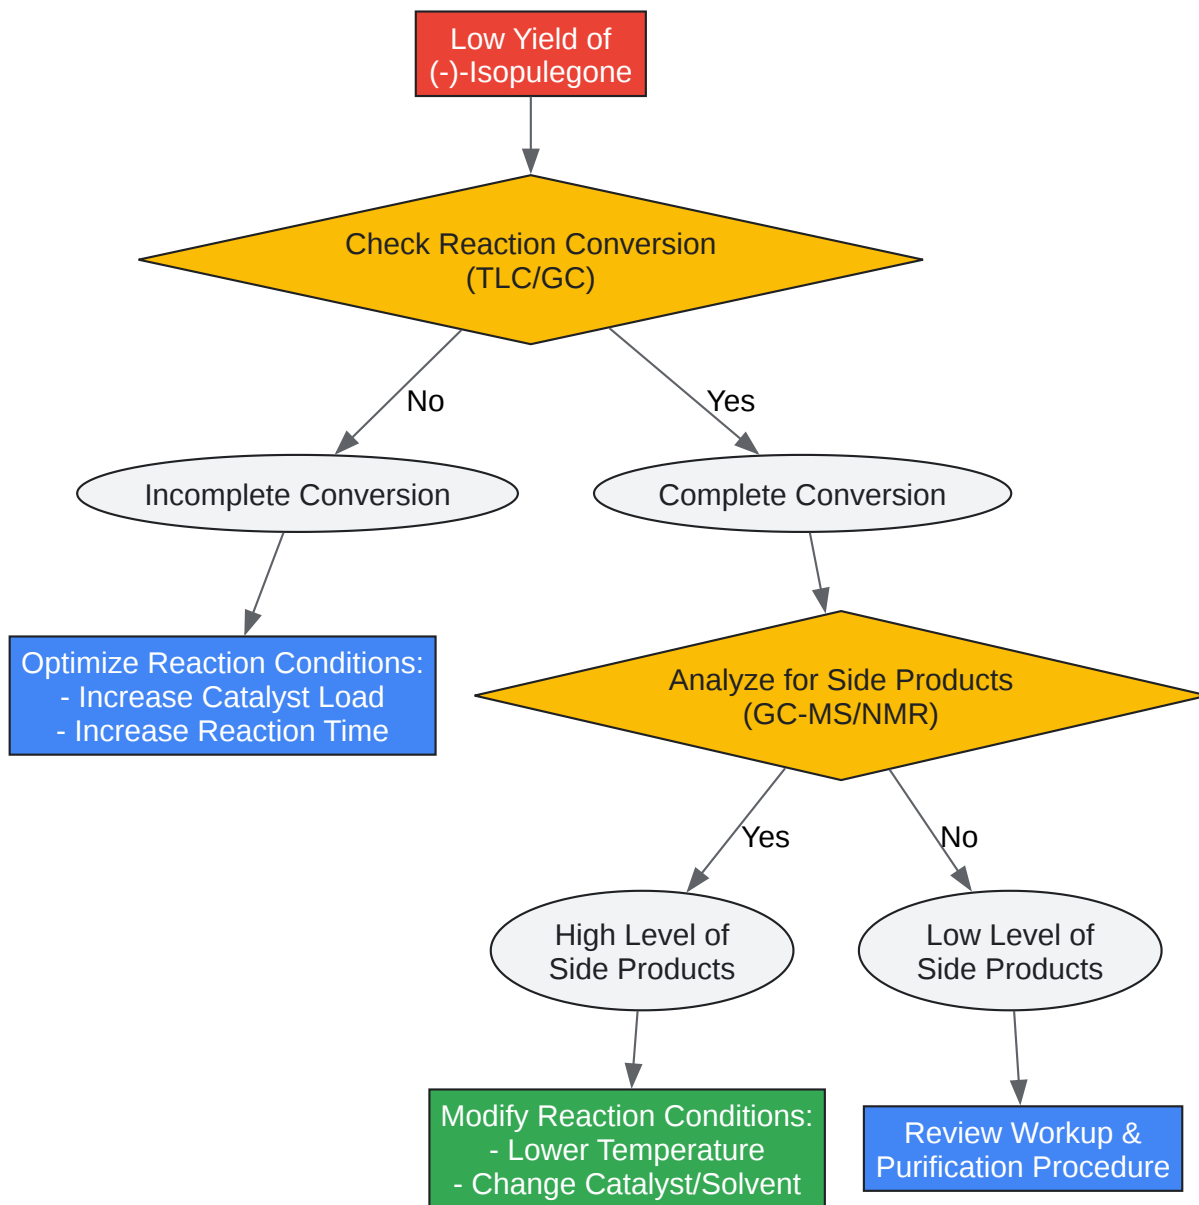 Low Yield of
(-)-Isopulegone
Check Reaction Conversion
(TLC/GC)
No
Yes
Incomplete Conversion
Complete Conversion
Optimize Reaction Conditions:
- Increase Catalyst Load
- Increase Reaction Time
Analyze for Side Products
(GC-MS/NMR)
Yes
No
High Level of
Side Products
Low Level of
Side Products
Modify Reaction Conditions:
- Lower Temperature
- Change Catalyst/Solvent
Review Workup &
Purification Procedure